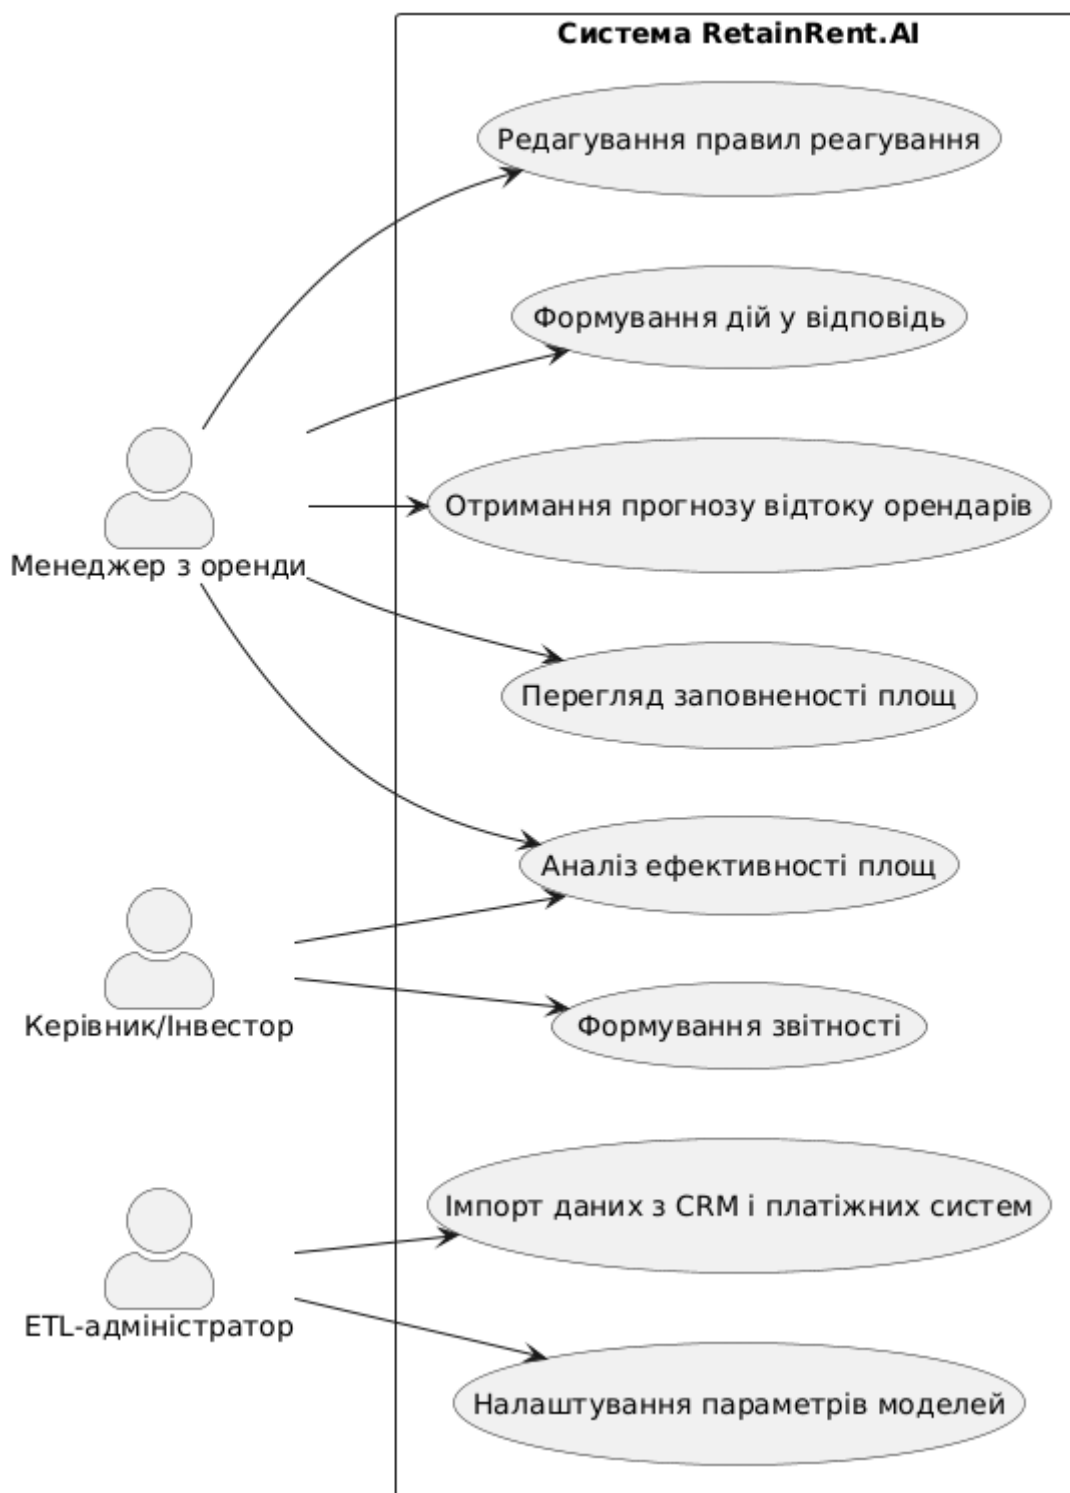 Система RetainRent.AI
Редагування правил реагування
Формування дій у відповідь
Отримання прогнозу відтоку орендарів
Менеджер з оренди
Перегляд заповненості площ
Аналіз ефективності площ
Керівник/Інвестор
Формування звітності
Імпорт даних з CRM і платіжних систем
ETL-адміністратор
Налаштування параметрів моделей